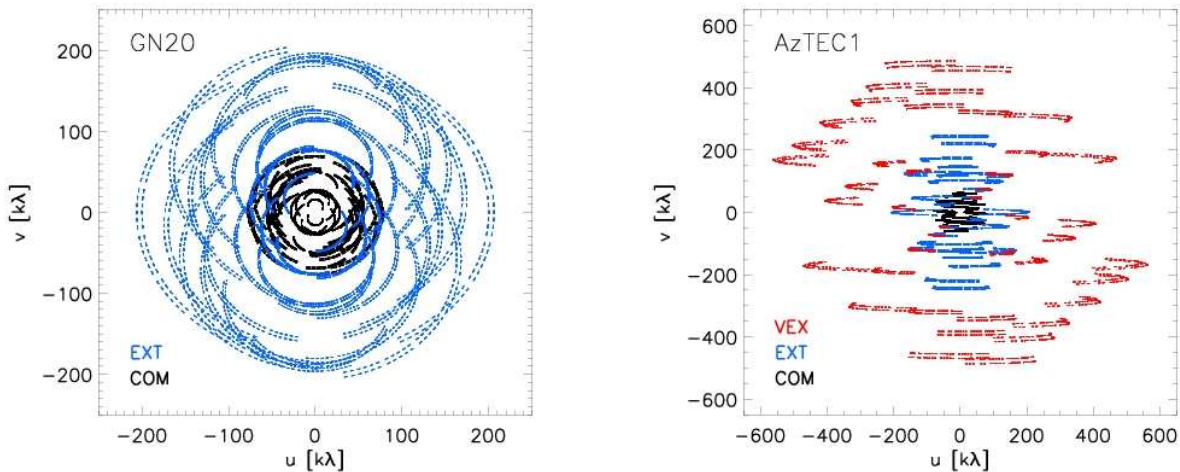 GN20
200
100
0
−100
−200
v [kλ]
EXT
COM
−200 −100 0 100 200
u [kλ]
AzTEC1
600
400
200
0
−200
−400
−600
v [kλ]
VEX
EXT
COM
−600 −400 −200 0 200 400 600
u [kλ]